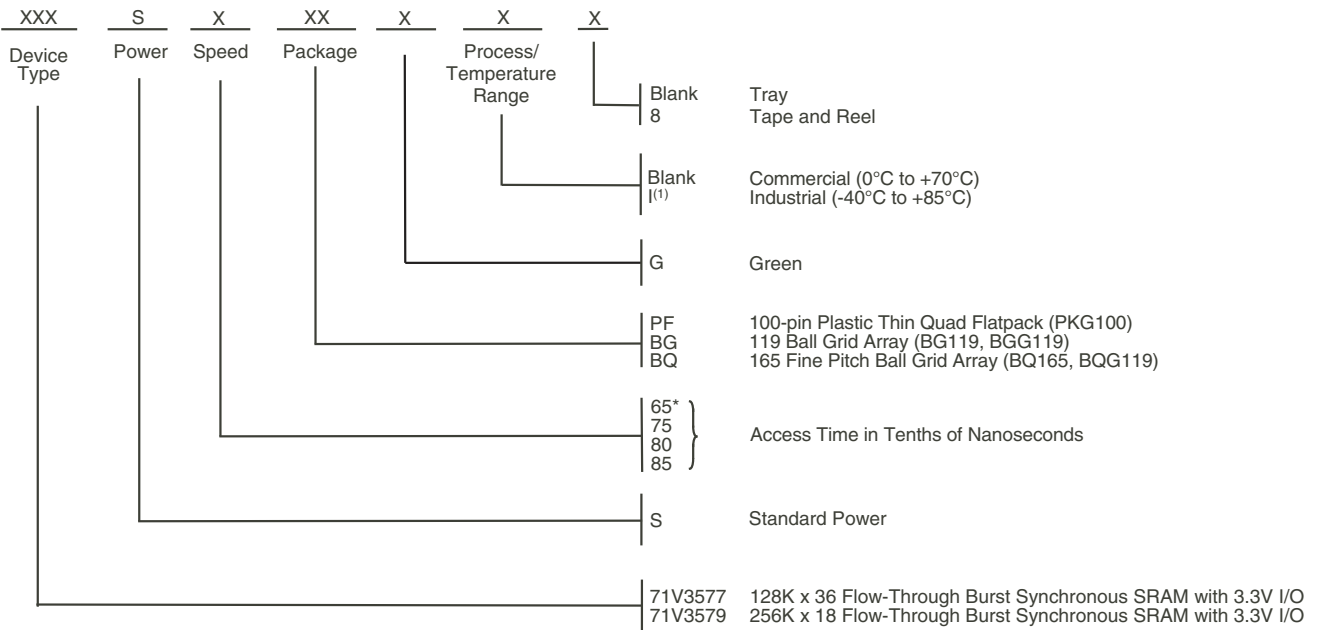 XXX S X XX X X X
Device Type Power Speed Package Process/ Temperature Range
Blank Tray
8 Tape and Reel
Blank Commercial (0°C to +70°C)
I(1) Industrial (-40°C to +85°C)
G Green
PF 100-pin Plastic Thin Quad Flatpack (PKG100)
BG 119 Ball Grid Array (BG119, BGG119)
BQ 165 Fine Pitch Ball Grid Array (BQ165, BQG119)
65*
75
80
85
Access Time in Tenths of Nanoseconds
S Standard Power
71V3577 128K x 36 Flow-Through Burst Synchronous SRAM with 3.3V I/O
71V3579 256K x 18 Flow-Through Burst Synchronous SRAM with 3.3V I/O